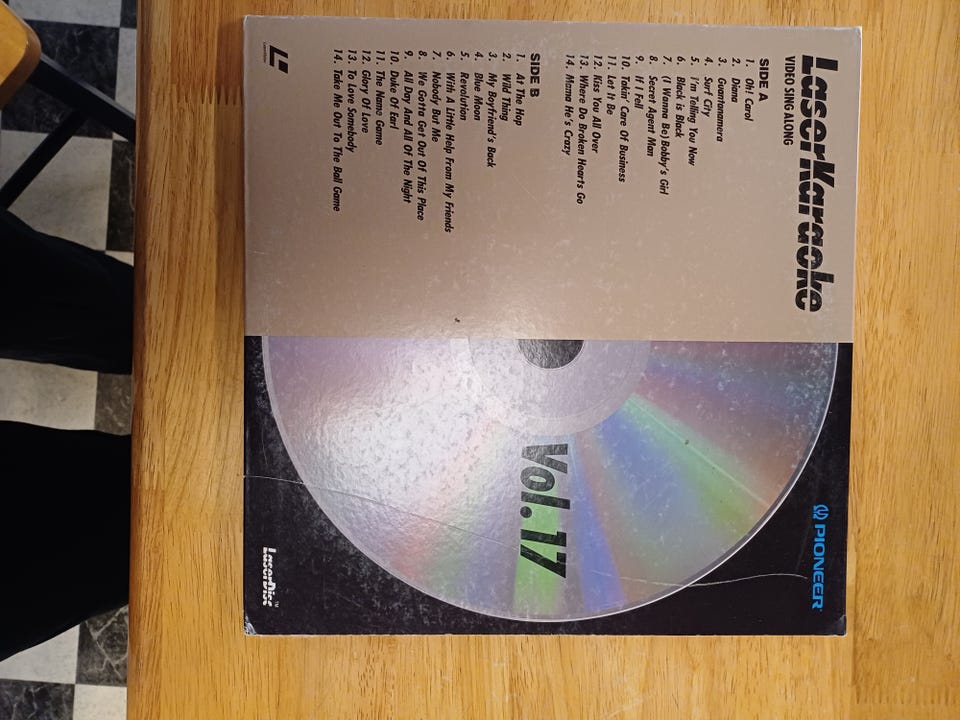 LaserKaraoke
VIDEO SING ALONG
SIDE A
1. Oh! Carol
2. Diana
3. Guantanamera
4. Surf City
5. I'm Telling You Now
6. Black is Black
7. (I Wanna Be) Bobby's Girl
8. Secret Agent Man
9. If I Fell
10. Takin' Care Of Business
11. Let It Be
12. Kiss You All Over
13. Where Do Broken Hearts Go
14. Mama He's Crazy
SIDE B
1. At The Hop
2. Wild Thing
3. My Boyfriend's Back
4. Blue Moon
5. Revolution
6. With A Little Help From My Friends
7. Nobody But Me
8. We Gotta Get Out Of This Place
9. All Day And All Of The Night
10. Duke Of Earl
11. The Name Game
12. Glory Of Love
13. To Love Somebody
14. Take Me Out To The Ball Game
PIONEER
Vol. 17
LaserDisc™